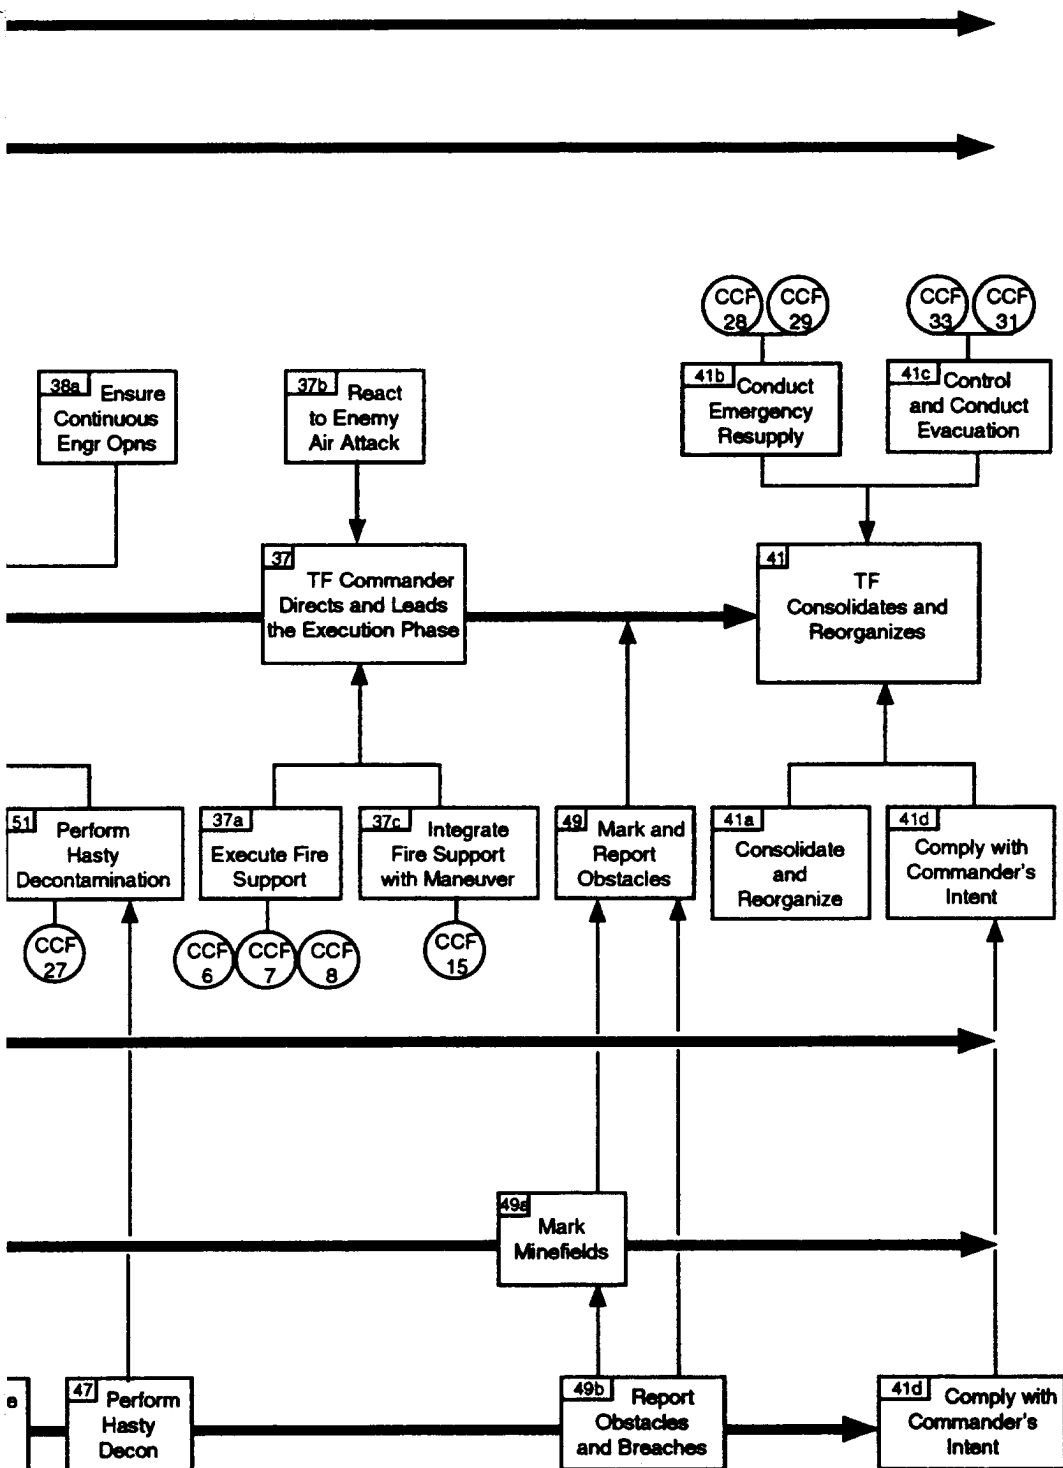 CCF
28
CCF
29
CCF
33
CCF
31
38a Ensure
Continuous
Engr Opns
37b React
to Enemy
Air Attack
41b Conduct
Emergency
Resupply
41c Control
and Conduct
Evacuation
37
TF Commander
Directs and Leads
the Execution Phase
41
TF
Consolidates and
Reorganizes
51 Perform
Hasty
Decontamination
37a
Execute Fire
Support
37c Integrate
Fire Support
with Maneuver
49 Mark and
Report
Obstacles
41a
Consolidate
and
Reorganize
41d
Comply with
Commander's
Intent
CCF
27
CCF
6
CCF
7
CCF
8
CCF
15
49a
Mark
Minefields
e
47 Perform
Hasty
Decon
49b Report
Obstacles
and Breaches
41d Comply with
Commander's
Intent